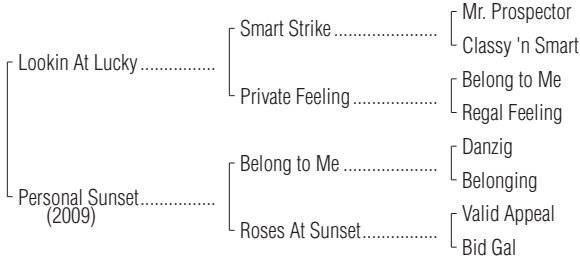 Mr. Prospector
Smart Strike.......................
Classy 'n Smart
Lookin At Lucky................
Belong to Me
Private Feeling...................
Regal Feeling
Danzig
Belong to Me .....................
Belonging
Personal Sunset................
(2009)
Valid Appeal
Roses At Sunset.................
Bid Gal